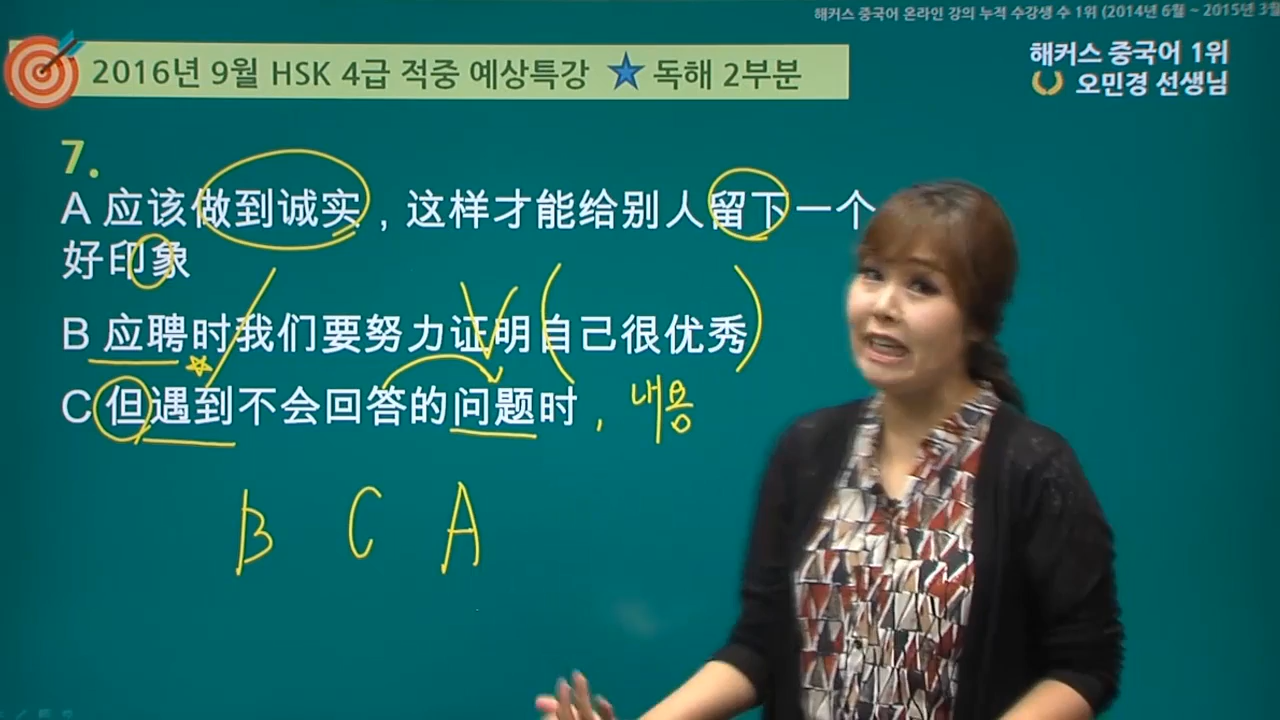 해커스 중국어 온라인 강의 누적 수강생 수 1위 (2014년 6월 ~ 2015년 3월
2016년 9월 HSK 4급 적중 예상특강 ★ 독해 2부분
해커스 중국어 1위
오민경 선생님
7.
A 应该做到诚实，这样才能给别人留下一个
好印象
B 应聘时我们要努力证明自己很优秀
C 但遇到不会回答的问题时， 내용
B C A